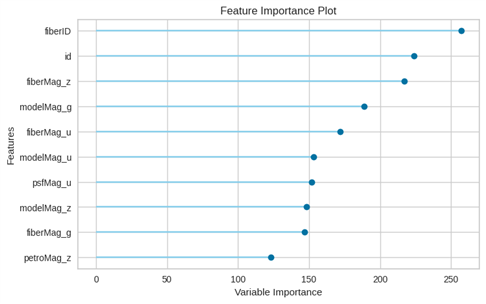 Feature Importance Plot
Features
fiberID
id
fiberMag_z
modelMag_g
fiberMag_u
modelMag_u
psfMag_u
modelMag_z
fiberMag_g
petroMag_z
0 50 100 150 200 250
Variable Importance